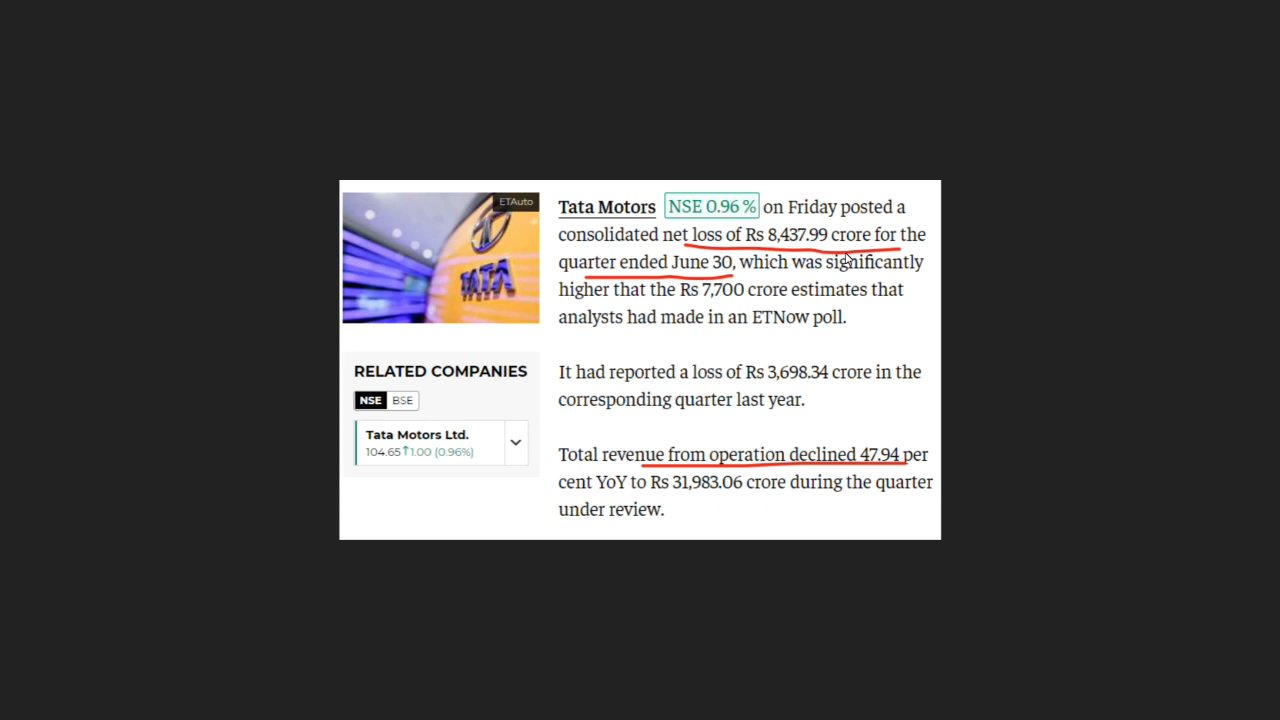 ETAuto
TATA
RELATED COMPANIES
NSE BSE
Tata Motors Ltd.
104.65↑1.00 (0.96%)
Tata Motors NSE 0.96 % on Friday posted a
consolidated net loss of Rs 8,437.99 crore for the
quarter ended June 30, which was significantly
higher that the Rs 7,700 crore estimates that
analysts had made in an ETNow poll.
It had reported a loss of Rs 3,698.34 crore in the
corresponding quarter last year.
Total revenue from operation declined 47.94 per
cent YoY to Rs 31,983.06 crore during the quarter
under review.